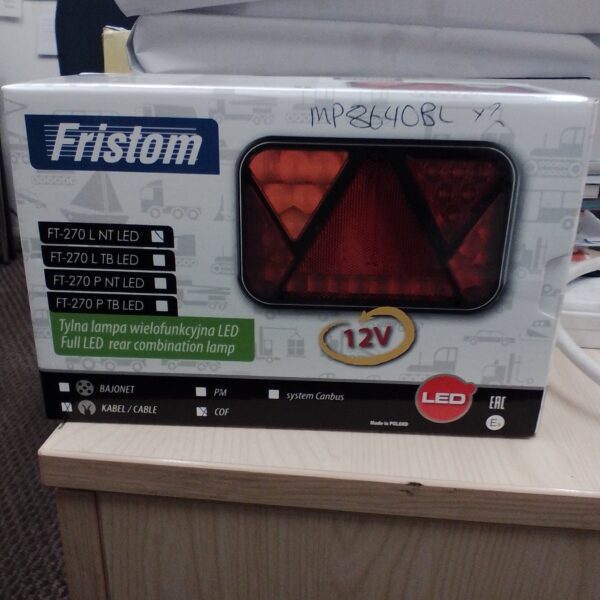 MP8640BL x2
Fristom
FT-270 L NT LED
FT-270 L TB LED
FT-270 P NT LED
FT-270 P TB LED
Tylna lampa wielofunkcyjna LED
Full LED rear combination lamp
12V
BAJONET
PM
system Canbus
KABEL / CABLE
COF
LED
EAC
Made in POLAND